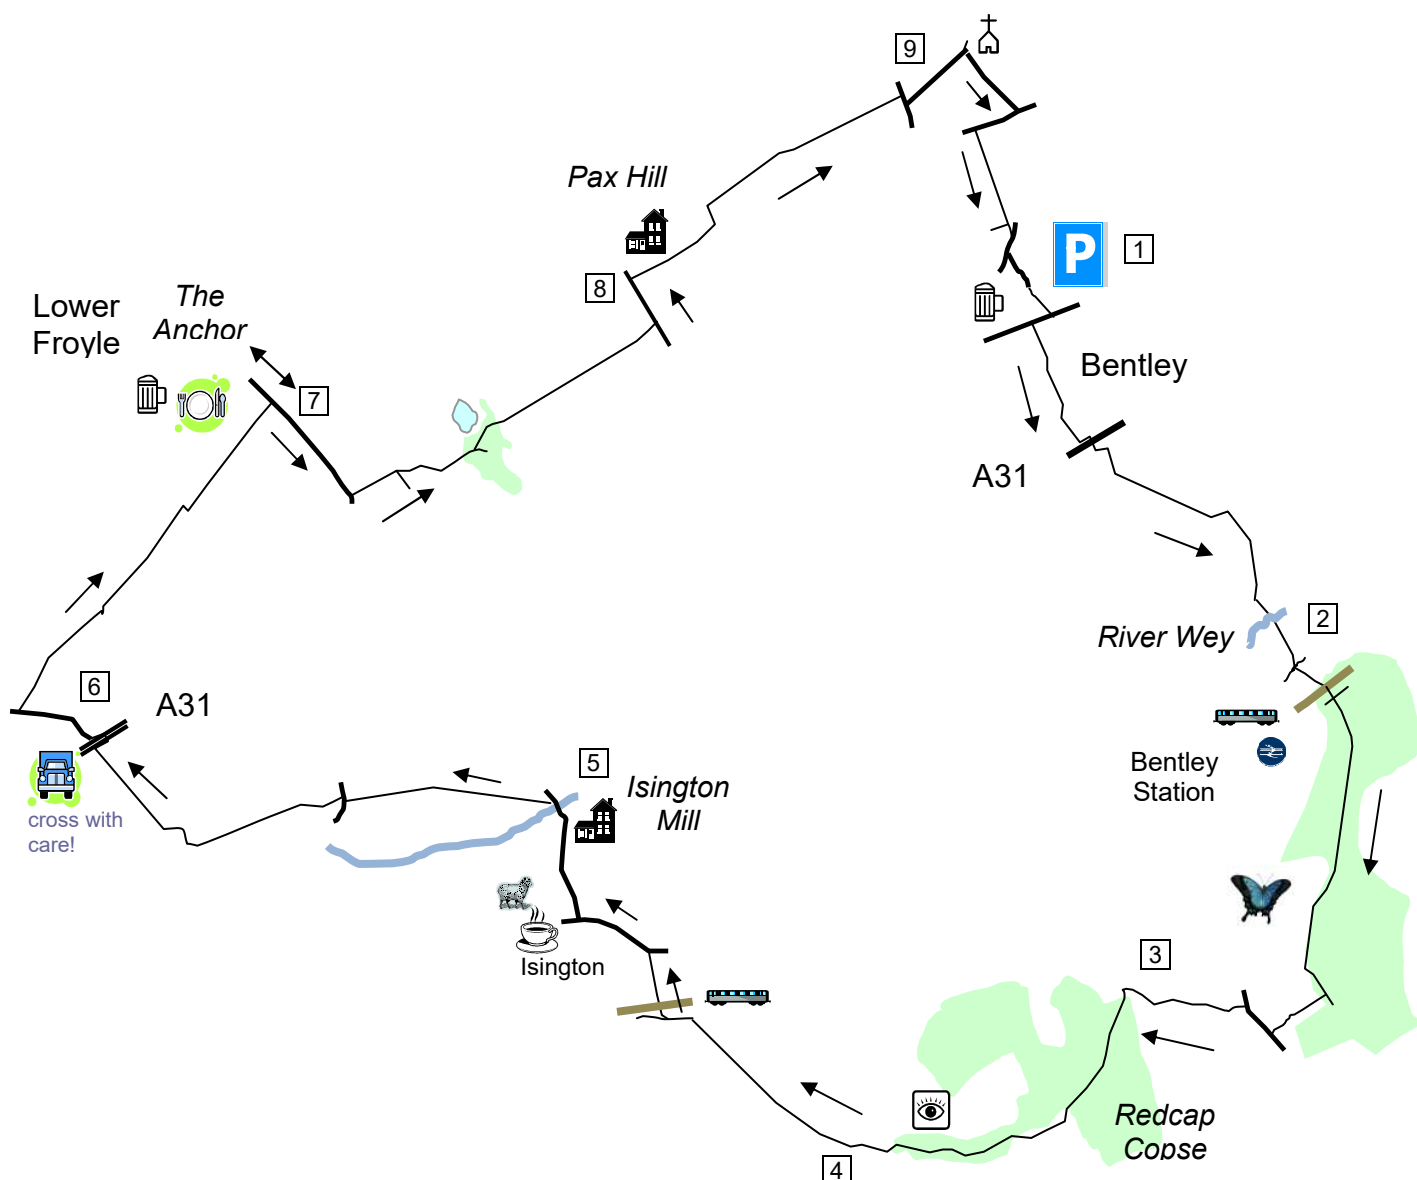 9
Pax Hill
P
1
8
Lower
Froyle
The
Anchor
7
Bentley
A31
2
River Wey
6
A31
Bentley
Station
5
Isington
Mill
cross with
care!
Isington
3
Redcap
Copse
4